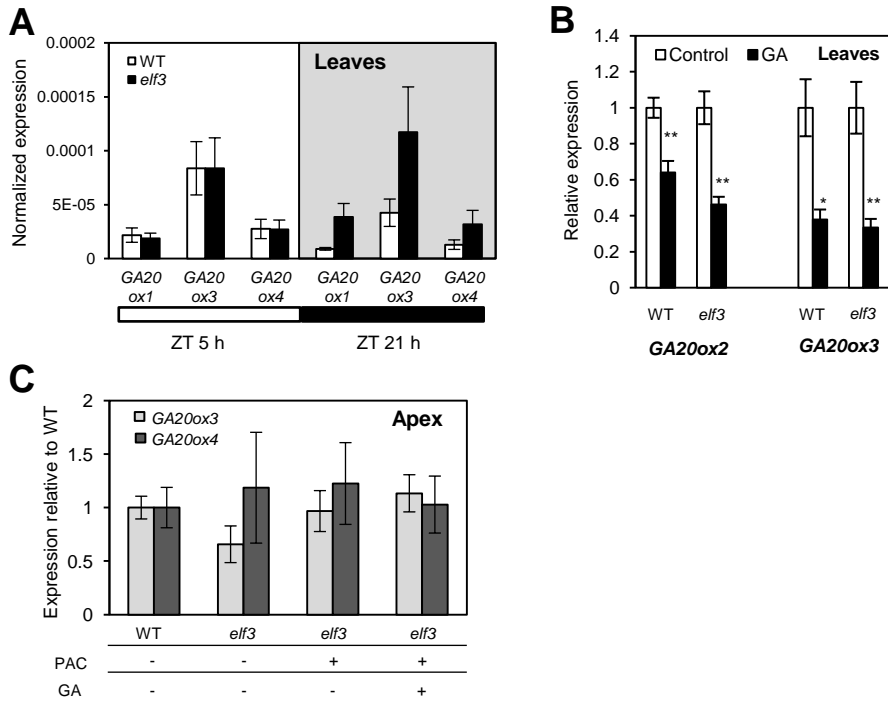 A
0.0002
0.00015
0.0001
5E-05
0
Normalized expression
WT
elf3
Leaves
GA20 GA20 GA20 GA20 GA20 GA20
ox1 ox3 ox4 ox1 ox3 ox4
ZT 5 h ZT 21 h
B
1.4
1.2
1
0.8
0.6
0.4
0.2
0
Relative expression
Control GA Leaves
**
**
*
**
WT elf3 WT elf3
GA20ox2 GA20ox3
C
2
1.5
1
0.5
0
Expression relative to WT
GA20ox3
GA20ox4
Apex
WT elf3 elf3 elf3
PAC - - + +
GA - - - +